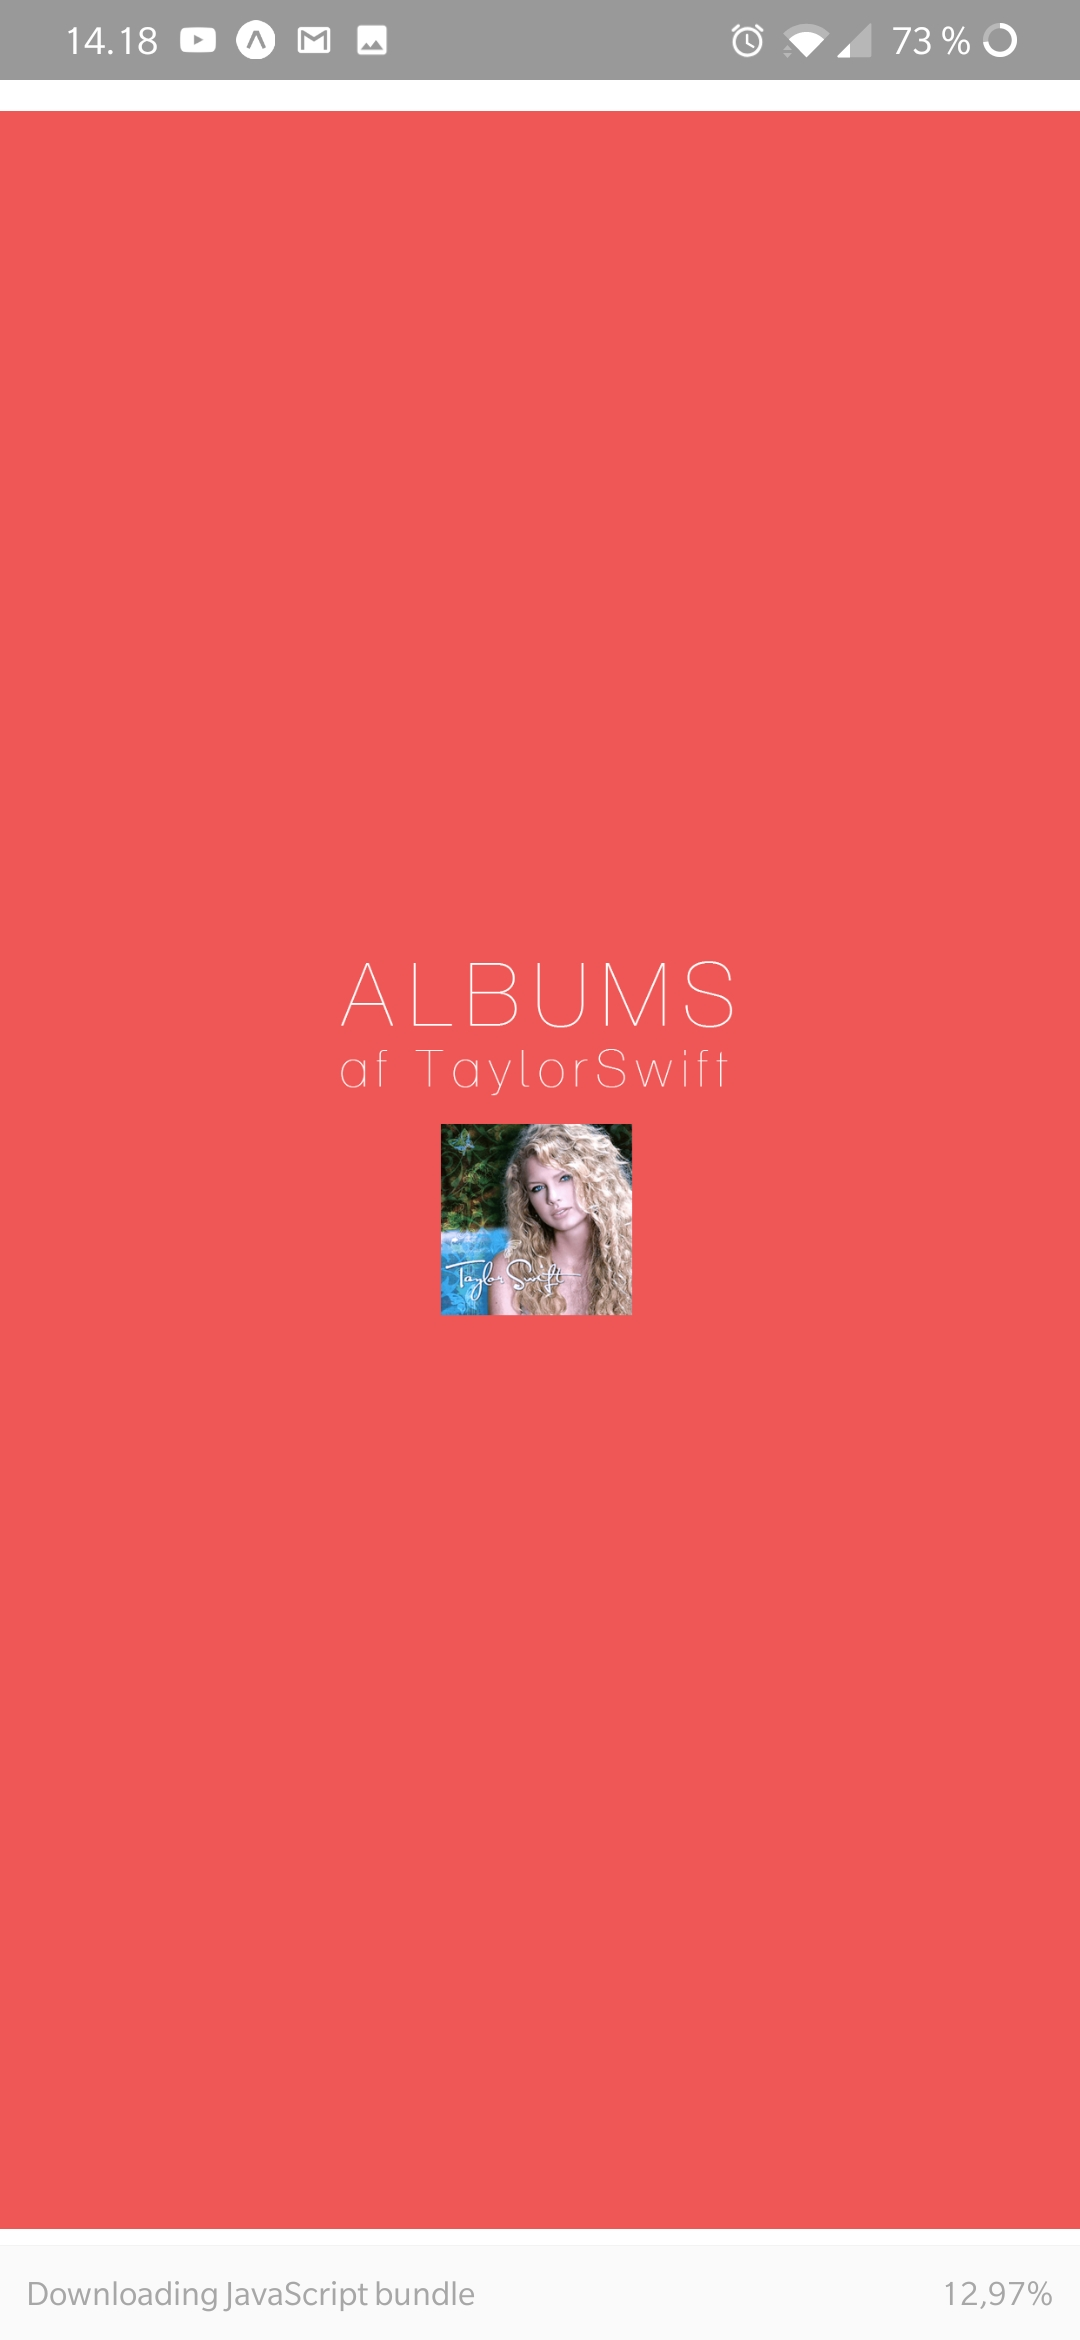 14.18 73 %
ALBUMS
af TaylorSwift
Taylor Swift
Downloading JavaScript bundle 12,97%